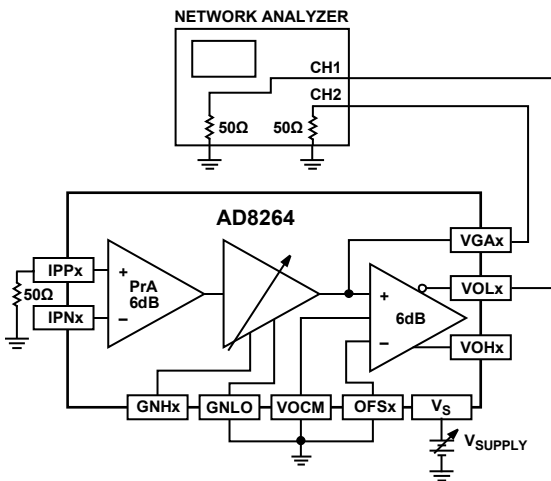 NETWORK ANALYZER
CH1
CH2
50Ω
50Ω
AD8264
VGAx
IPPx
+
PrA
6dB
–
+
6dB
–
VOLx
50Ω
IPNx
VOHx
GNHx
GNLO
VOCM
OFSx
VS
VSUPPLY